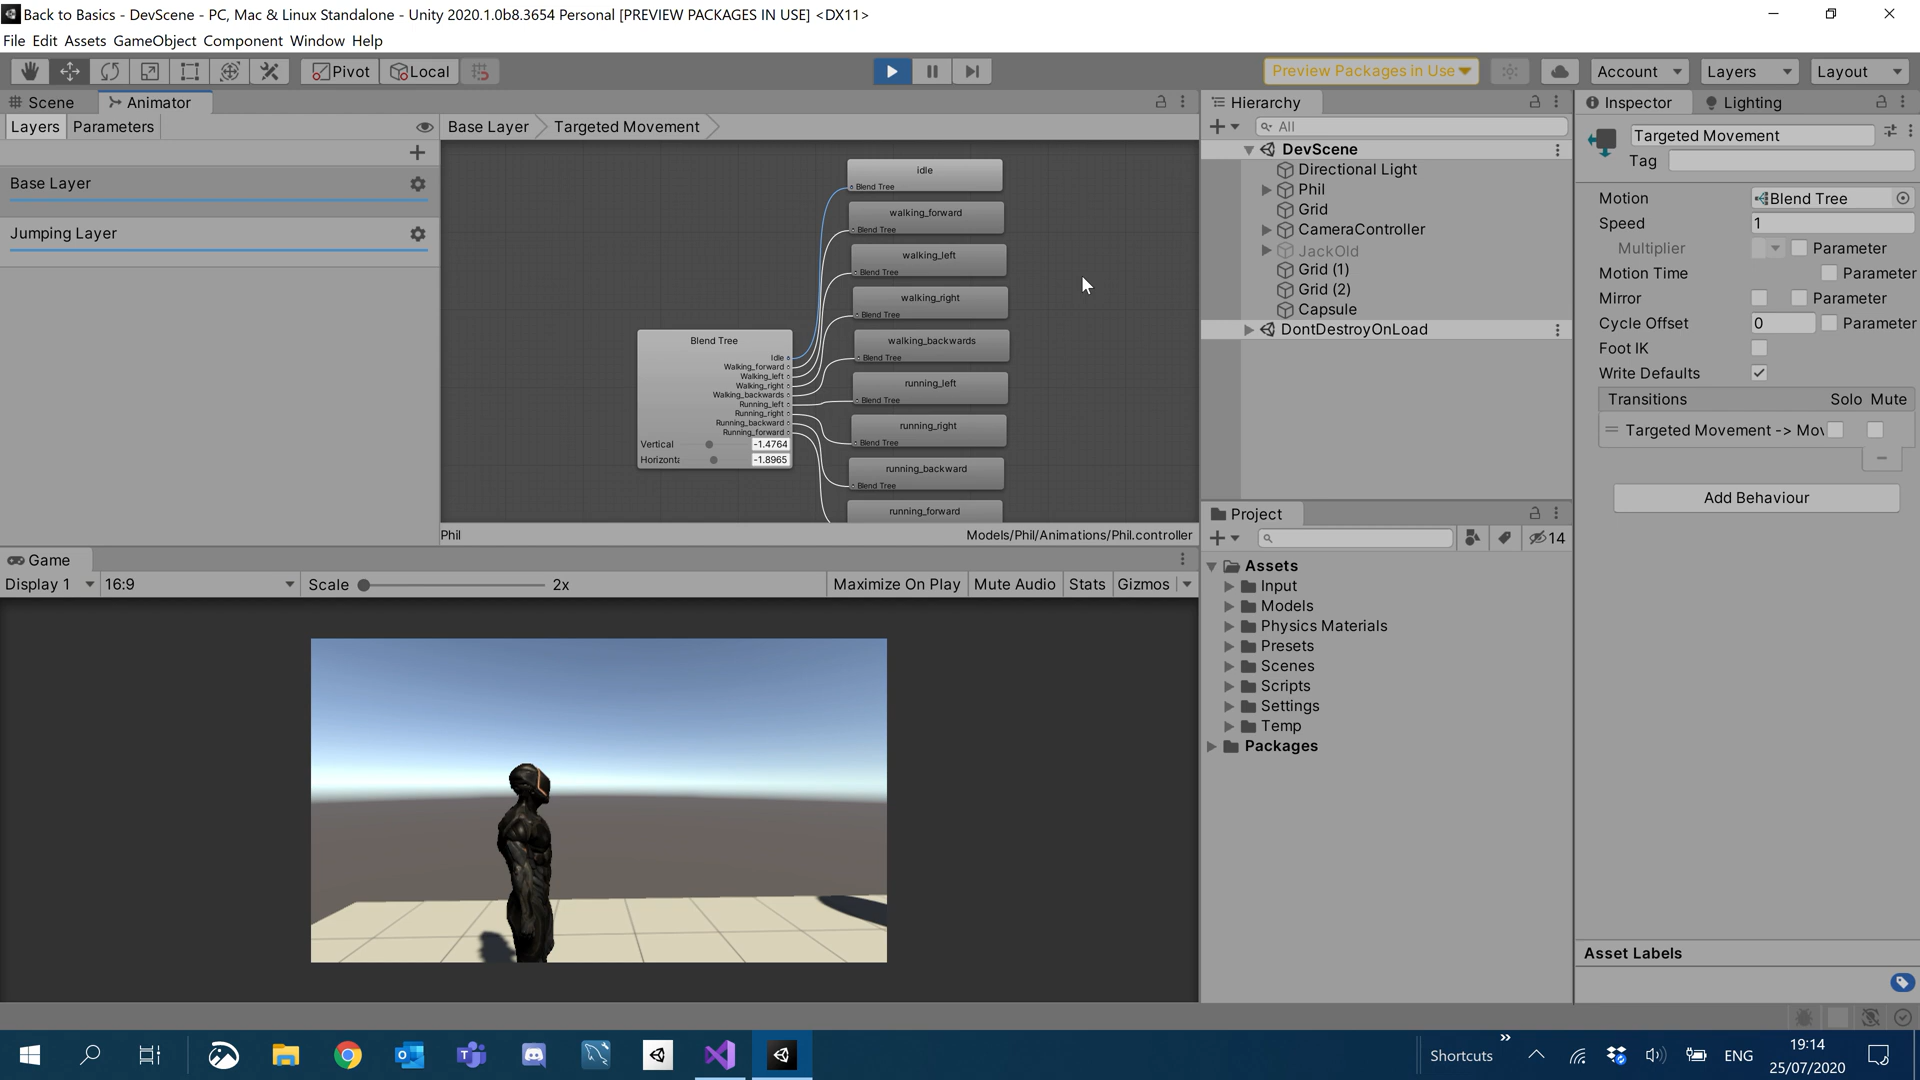 Back to Basics - DevScene - PC, Mac & Linux Standalone - Unity 2020.1.0b8.3654 Personal [PREVIEW PACKAGES IN USE] <DX11>
File Edit Assets GameObject Component Window Help
Pivot Local Preview Packages in Use Account Layers Layout
Scene Animator
Layers Parameters
Base Layer Targeted Movement
Base Layer
Jumping Layer
idle
Blend Tree
walking_forward
Blend Tree
walking_left
Blend Tree
walking_right
Blend Tree
walking_backwards
Blend Tree
running_left
Blend Tree
running_right
Blend Tree
running_backward
Blend Tree
running_forward
Blend Tree
Idle
Walking_forward
Walking_left
Walking_right
Walking_backwards
Running_left
Running_right
Running_backward
Running_forward
Vertical -1.4764
Horizonta -1.8965
Phil Models/Phil/Animations/Phil.controller
Game
Display 1 16:9 Scale 2x Maximize On Play Mute Audio Stats Gizmos
Hierarchy
All
DevScene
Directional Light
Phil
Grid
CameraController
JackOld
Grid (1)
Grid (2)
Capsule
DontDestroyOnLoad
Project
14
Assets
Input
Models
Physics Materials
Presets
Scenes
Scripts
Settings
Temp
Packages
Inspector Lighting
Targeted Movement
Tag
Motion Blend Tree
Speed 1
Multiplier Parameter
Motion Time Parameter
Mirror Parameter
Cycle Offset 0 Parameter
Foot IK
Write Defaults
Transitions Solo Mute
Targeted Movement -> Mov
Add Behaviour
Asset Labels
Shortcuts
ENG
19:14
25/07/2020